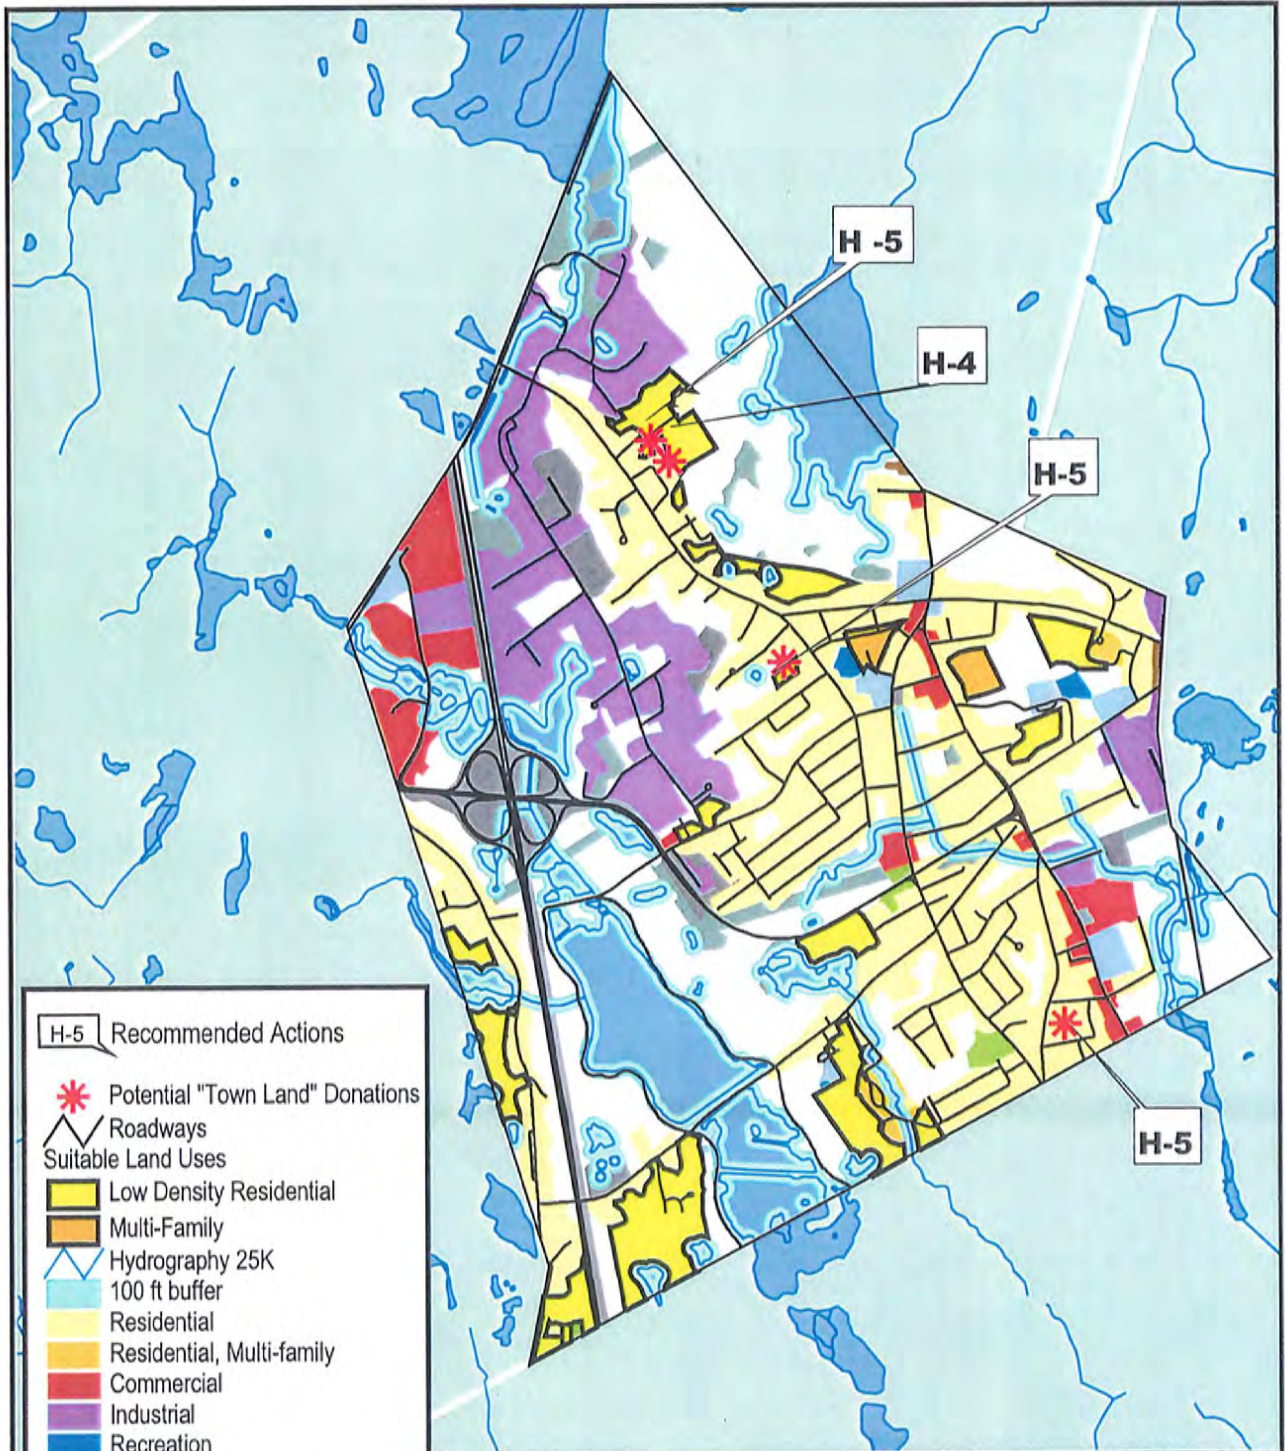 H -5
H-4
H-5
H-5
H-5 Recommended Actions
Potential "Town Land" Donations
Roadways
Suitable Land Uses
Low Density Residential
Multi-Family
Hydrography 25K
100 ft buffer
Residential
Residential, Multi-family
Commercial
Industrial
Recreation